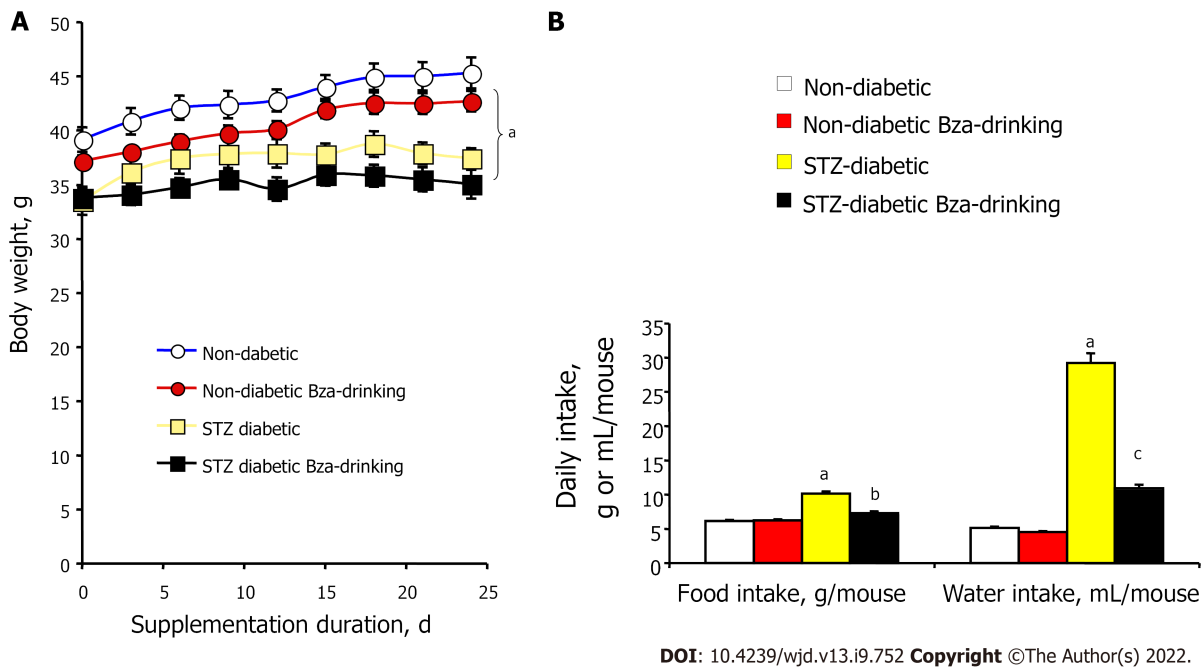 A
50
45
40
35
30
25
20
15
10
5
0
Body weight, g
a
Non-dabetic
Non-diabetic Bza-drinking
STZ diabetic
STZ diabetic Bza-drinking
0 5 10 15 20 25
Supplementation duration, d
B
Non-diabetic
Non-diabetic Bza-drinking
STZ-diabetic
STZ-diabetic Bza-drinking
35
30
25
20
15
10
5
0
Daily intake,
g or mL/mouse
a
b
a
c
Food intake, g/mouse Water intake, mL/mouse
DOI: 10.4239/wjd.v13.i9.752 Copyright ©The Author(s) 2022.